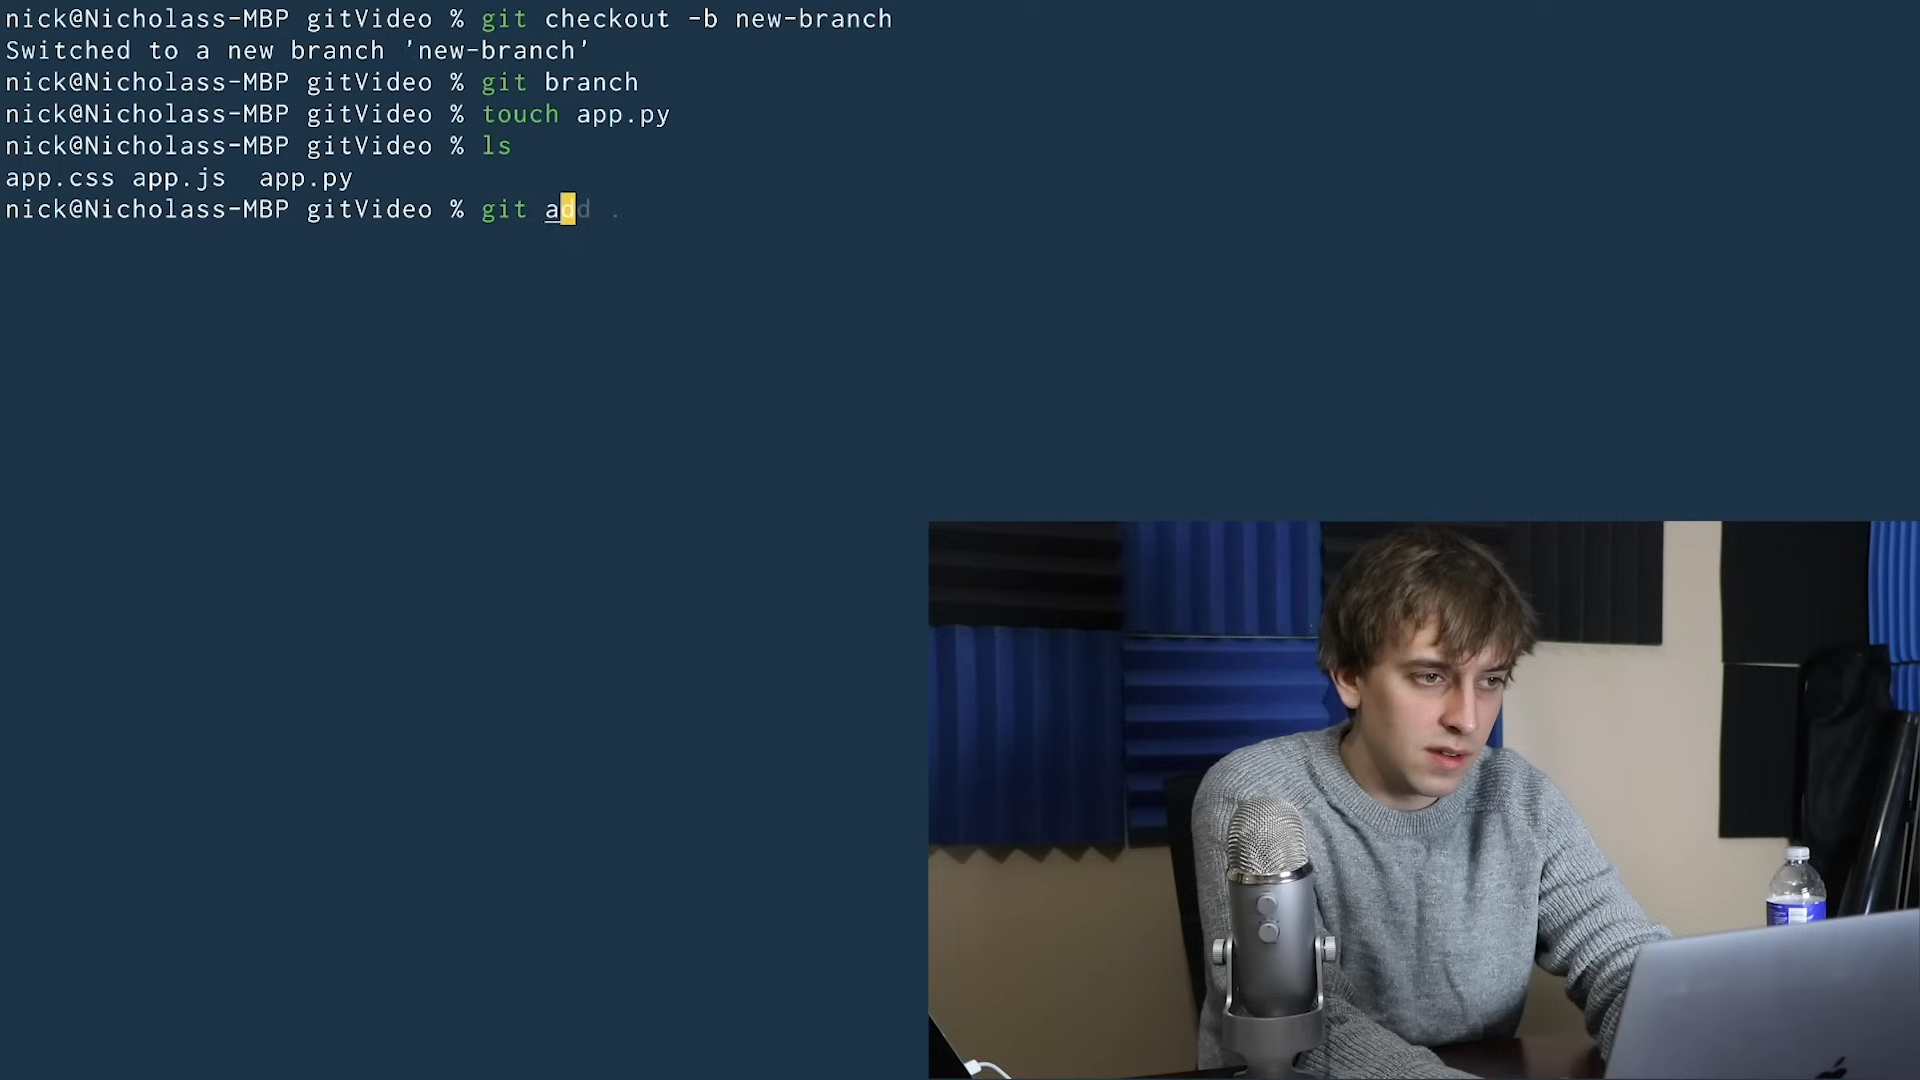 nick@Nicholass-MBP gitVideo % git checkout -b new-branch
Switched to a new branch 'new-branch'
nick@Nicholass-MBP gitVideo % git branch
nick@Nicholass-MBP gitVideo % touch app.py
nick@Nicholass-MBP gitVideo % ls
app.css app.js  app.py
nick@Nicholass-MBP gitVideo % git add .